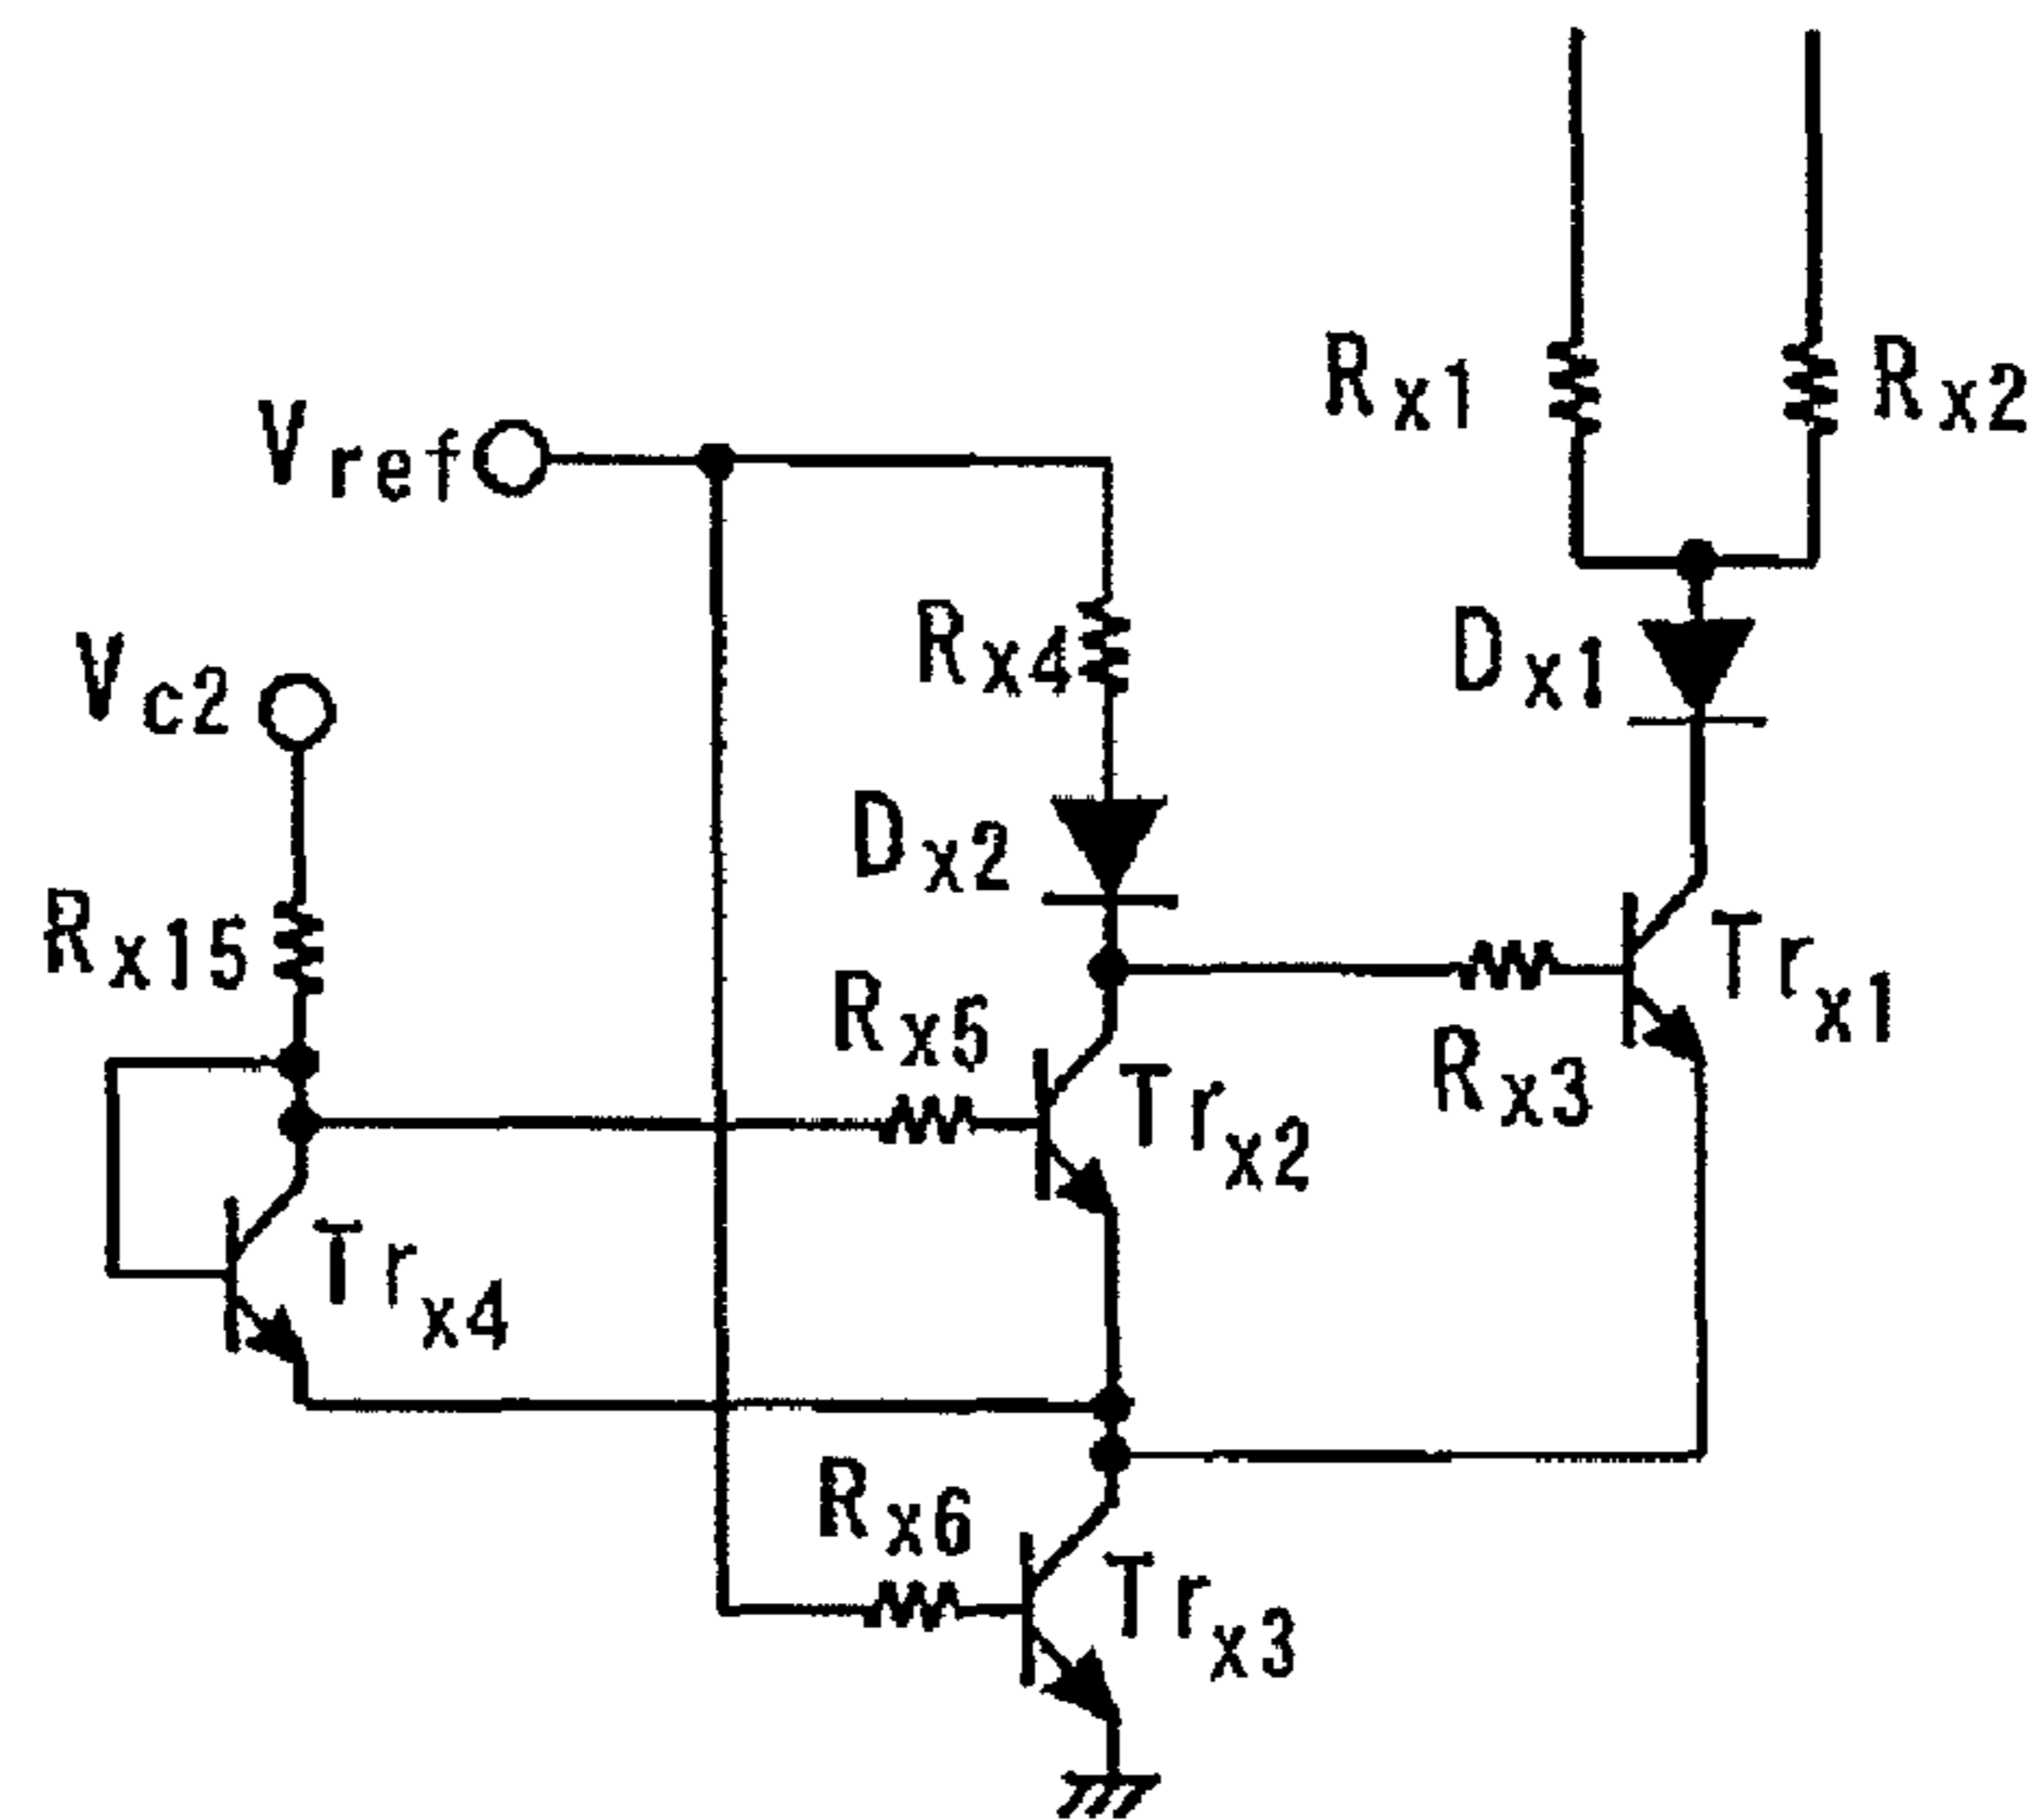 Rx1
Rx2
Vref
Rx4
Dx1
Vc2
Dx2
Rx15
Trx1
Rx5
Rx3
Trx2
Trx4
Rx6
Trx3